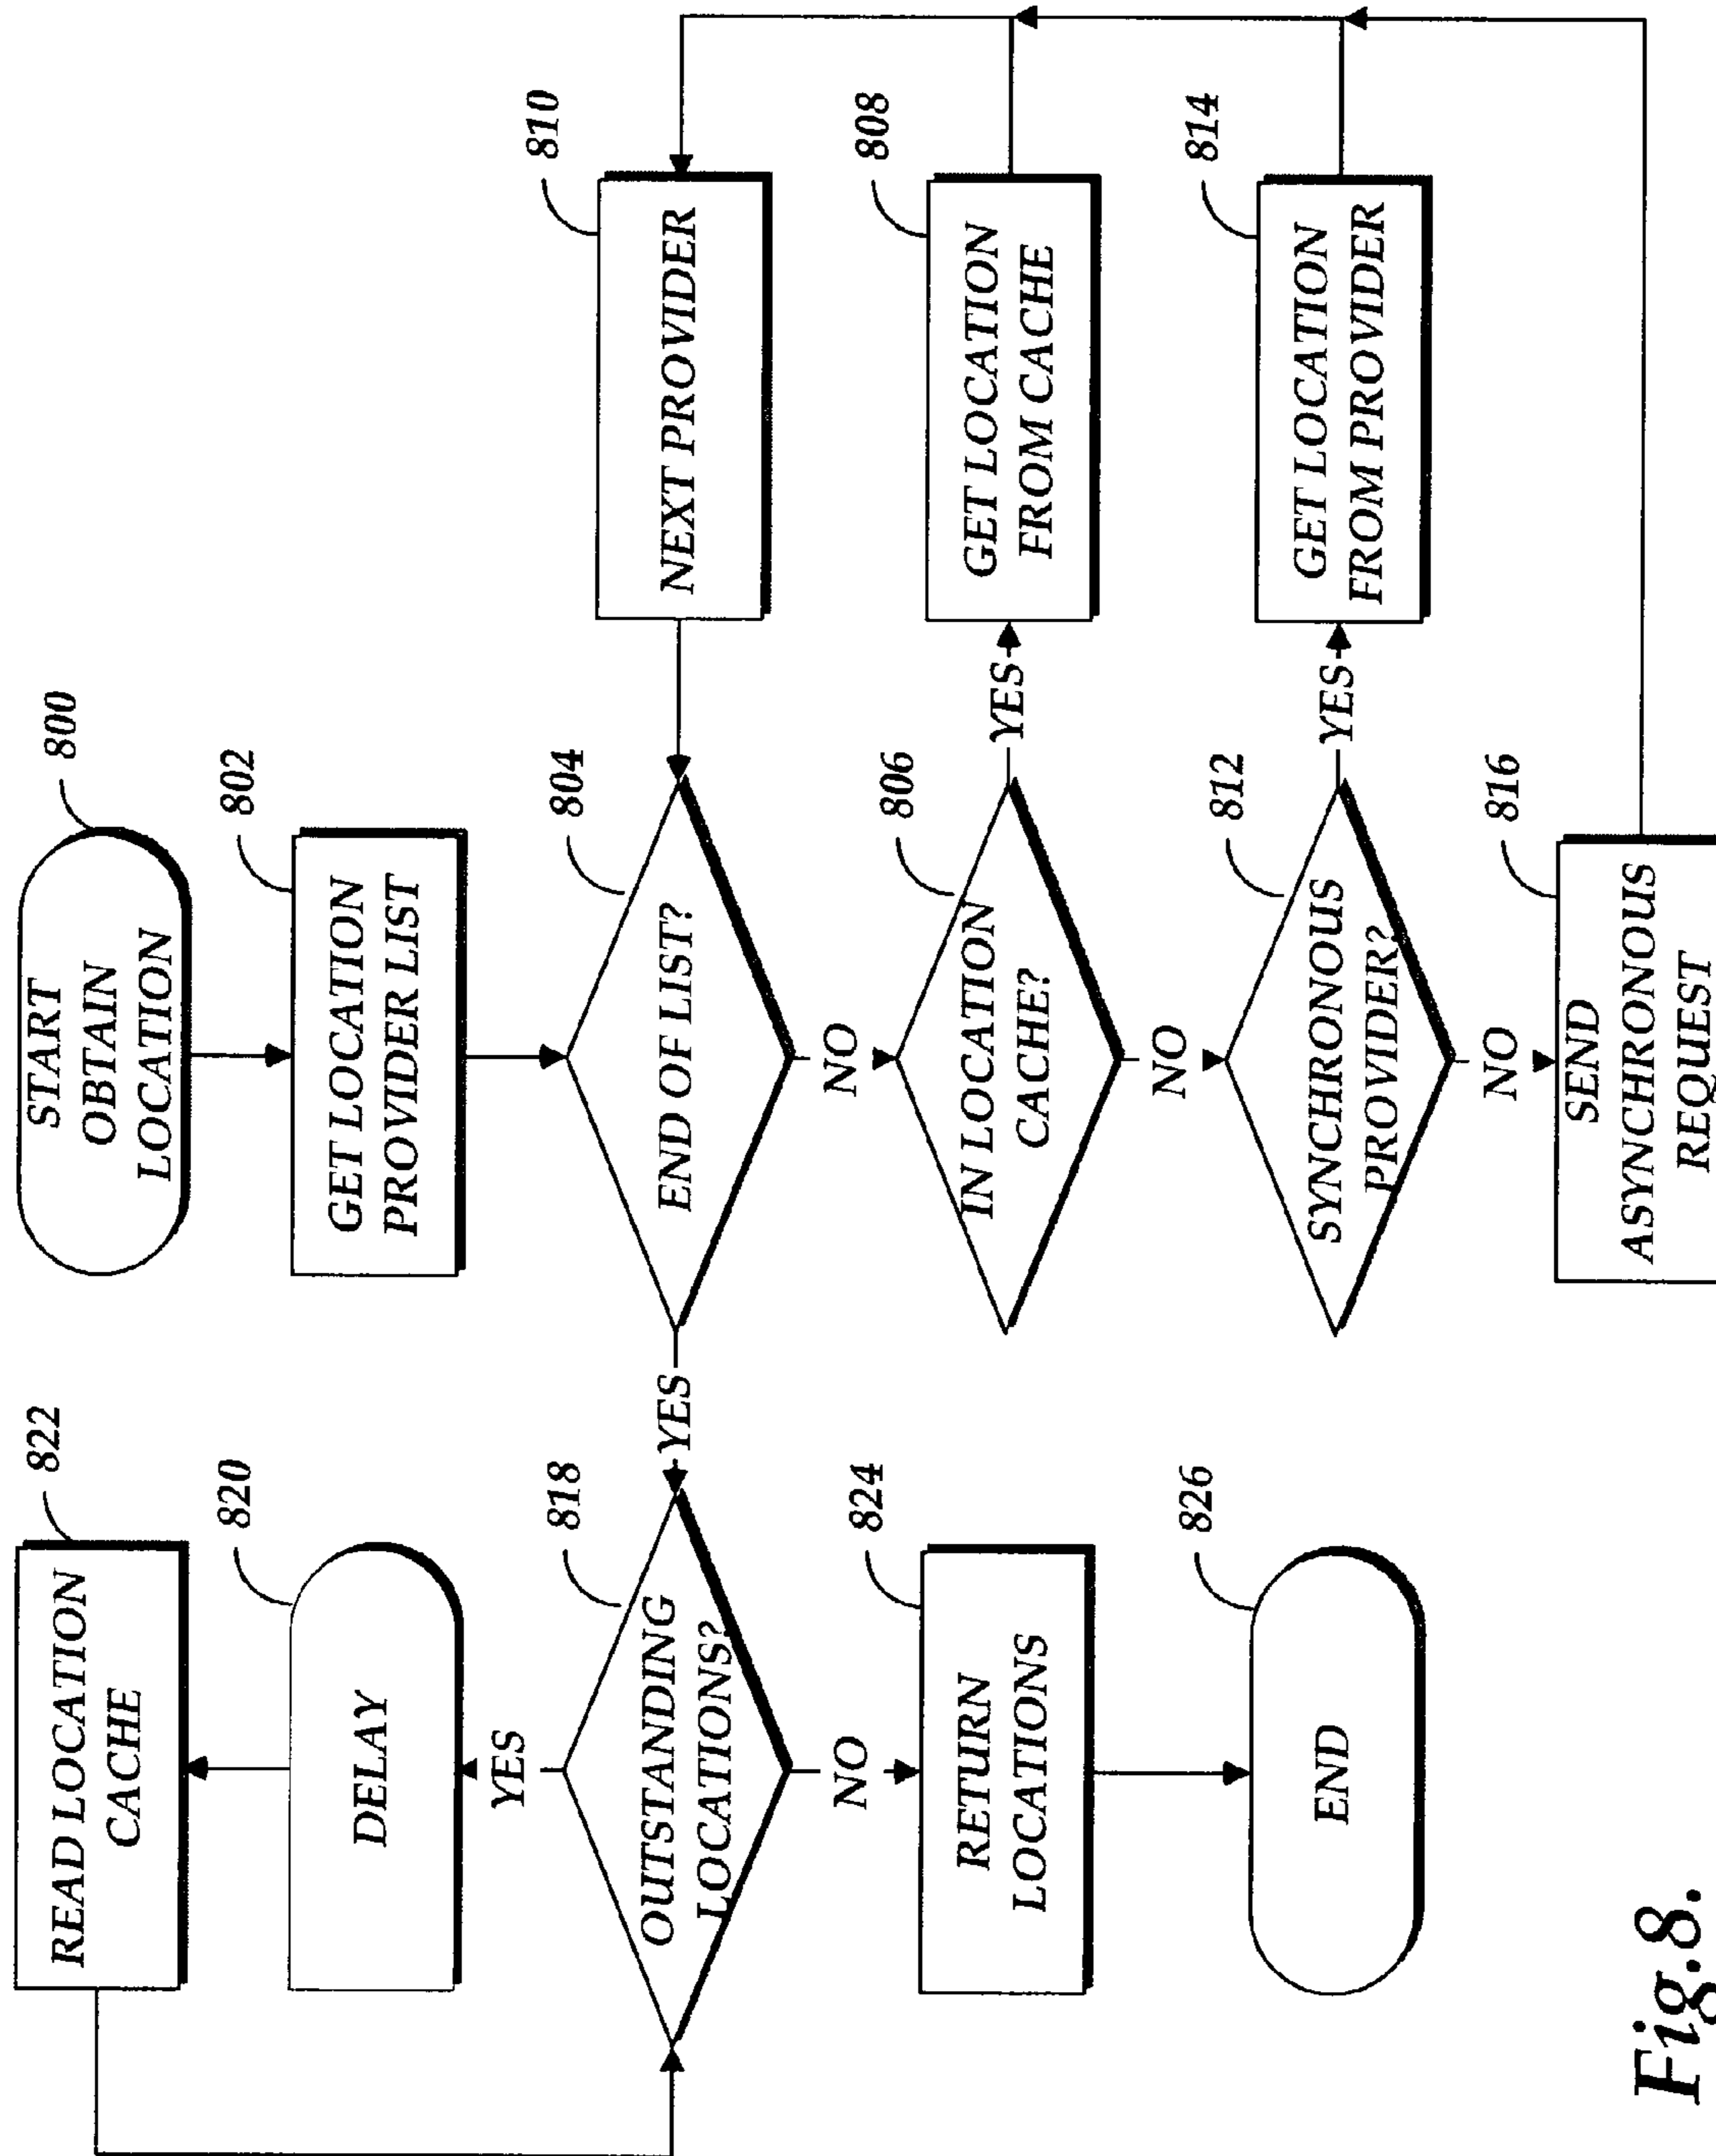 800
START
OBTAIN
LOCATION
802
GET LOCATION
PROVIDER LIST
804
END OF LIST?
YES
NO
810
NEXT PROVIDER
806
IN LOCATION
CACHE?
YES
NO
808
GET LOCATION
FROM CACHE
812
SYNCHRONOUS
PROVIDER?
YES
NO
814
GET LOCATION
FROM PROVIDER
816
SEND
ASYNCHRONOUS
REQUEST
822
READ LOCATION
CACHE
820
DELAY
YES
818
OUTSTANDING
LOCATIONS?
NO
824
RETURN
LOCATIONS
826
END
Fig.8.